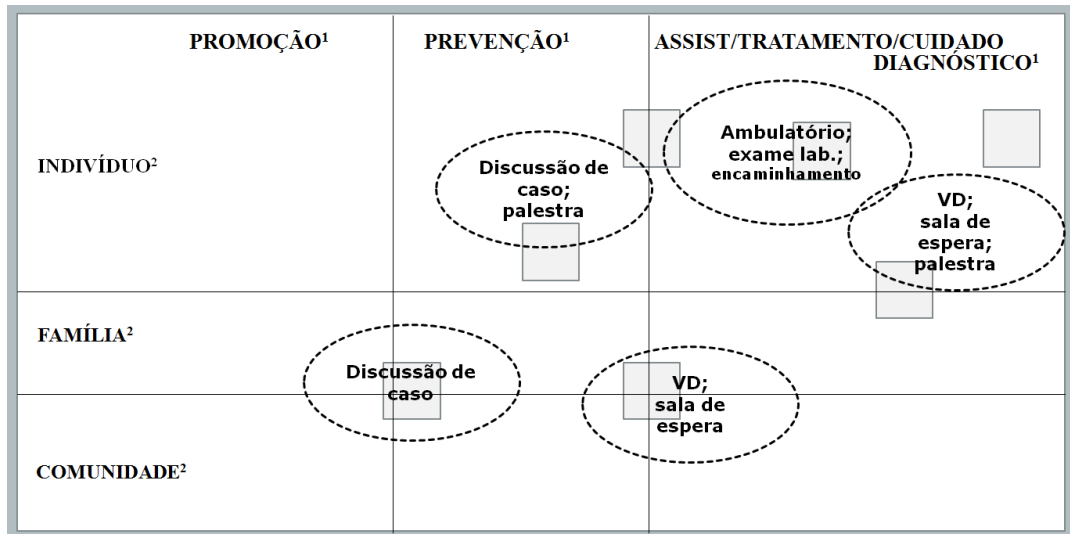 PROMOÇÃO¹
PREVENÇÃO¹
ASSIST/TRATAMENTO/CUIDADO
DIAGNÓSTICO¹
INDIVÍDUO²
Discussão de
caso;
palestra
Ambulatório;
exame lab.;
encaminhamento
VD;
sala de
espera;
palestra
FAMÍLIA²
Discussão de
caso
VD;
sala de
espera
COMUNIDADE²